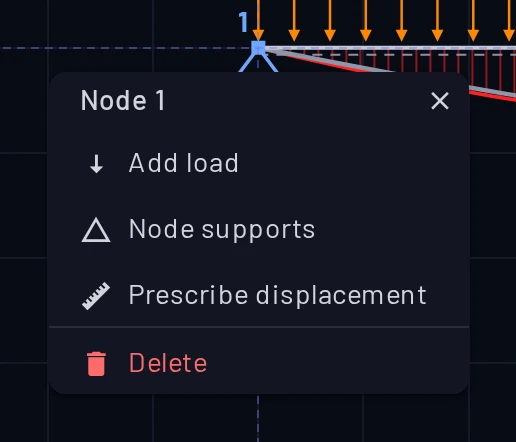 1
Node 1
Add load
Node supports
Prescribe displacement
Delete